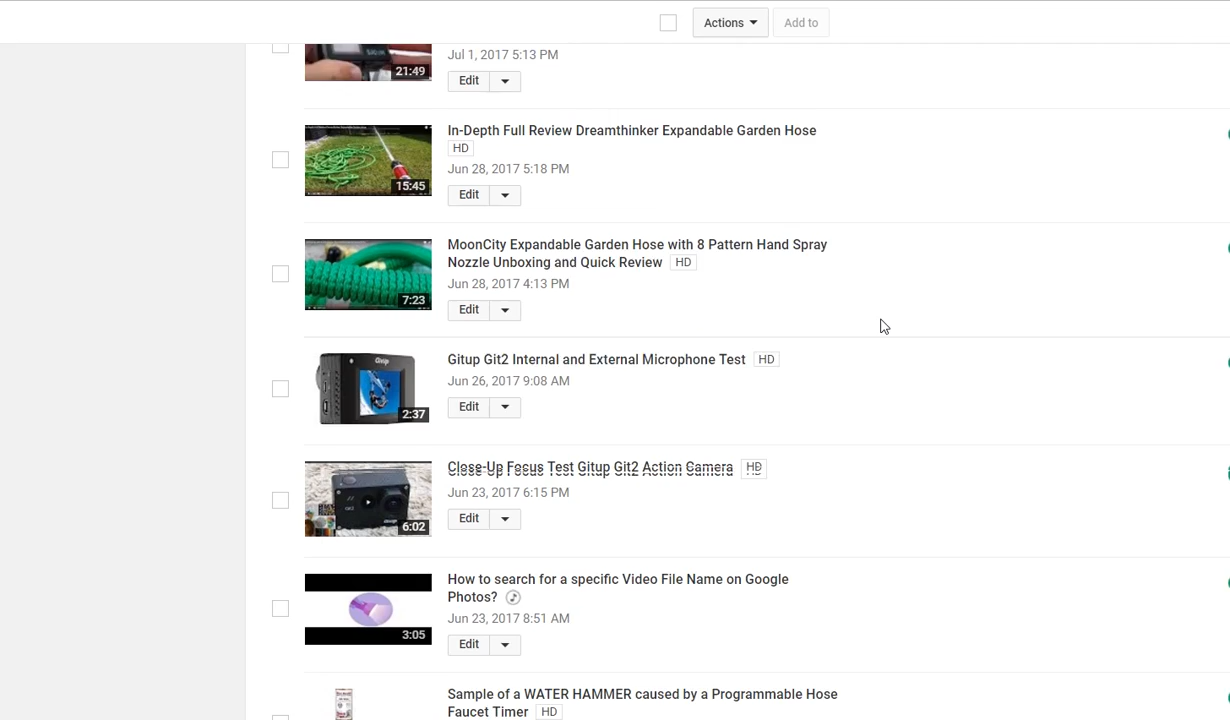 Actions
Add to
21:49
Jul 1, 2017 5:13 PM
Edit
In-Depth Full Review Dreamthinker Expandable Garden Hose
HD
15:45
Jun 28, 2017 5:18 PM
Edit
MoonCity Expandable Garden Hose with 8 Pattern Hand Spray
Nozzle Unboxing and Quick Review HD
7:23
Jun 28, 2017 4:13 PM
Edit
Gitup
Gitup Git2 Internal and External Microphone Test HD
2:37
Jun 26, 2017 9:08 AM
Edit
Close-Up Focus Test Gitup Git2 Action Camera HD
6:02
Jun 23, 2017 6:15 PM
Edit
How to search for a specific Video File Name on Google
Photos?
3:05
Jun 23, 2017 8:51 AM
Edit
Sample of a WATER HAMMER caused by a Programmable Hose
Faucet Timer HD